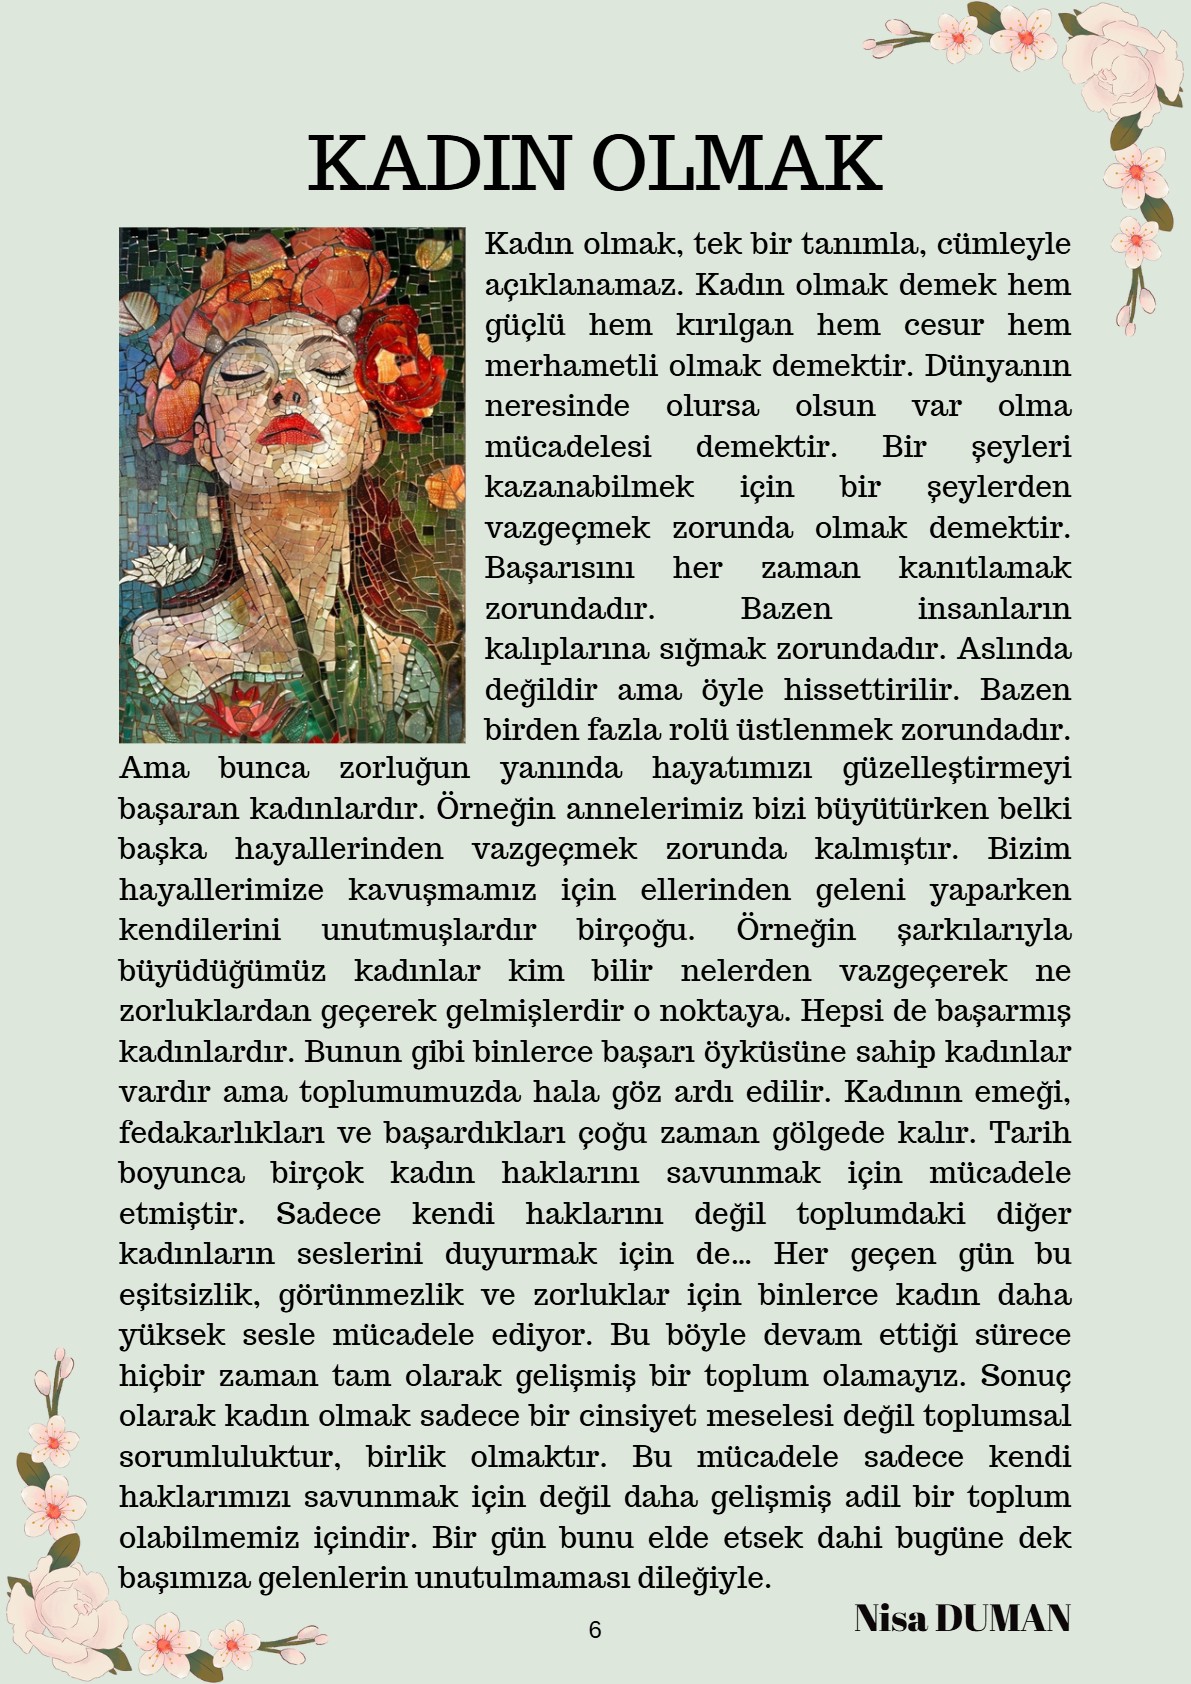 KADIN OLMAK
Kadın olmak, tek bir tanımla, cümleyle
açıklanamaz. Kadın olmak demek hem
güçlü hem kırılgan hem cesur hem
merhametli olmak demektir. Dünyanın
neresinde olursa olsun var olma
mücadelesi demektir. Bir şeyleri
kazanabilmek için bir şeylerden
vazgeçmek zorunda olmak demektir.
Başarısını her zaman kanıtlamak
zorundadır. Bazen insanların
kalıplarına sığmak zorundadır. Aslında
değildir ama öyle hissettirilir. Bazen
birden fazla rolü üstlenmek zorundadır.
Ama bunca zorluğun yanında hayatımızı güzelleştirmeyi
başaran kadınlardır. Örneğin annelerimiz bizi büyütürken belki
başka hayallerinden vazgeçmek zorunda kalmıştır. Bizim
hayallerimize kavuşmamız için ellerinden geleni yaparken
kendilerini unutmuşlardır birçoğu. Örneğin şarkılarıyla
büyüdüğümüz kadınlar kim bilir nelerden vazgeçerek ne
zorluklardan geçerek gelmişlerdir o noktaya. Hepsi de başarmış
kadınlardır. Bunun gibi binlerce başarı öyküsüne sahip kadınlar
vardır ama toplumumuzda hala göz ardı edilir. Kadının emeği,
fedakarlıkları ve başardıkları çoğu zaman gölgede kalır. Tarih
boyunca birçok kadın haklarını savunmak için mücadele
etmiştir. Sadece kendi haklarını değil toplumdaki diğer
kadınların seslerini duyurmak için de... Her geçen gün bu
eşitsizlik, görünmezlik ve zorluklar için binlerce kadın daha
yüksek sesle mücadele ediyor. Bu böyle devam ettiği sürece
hiçbir zaman tam olarak gelişmiş bir toplum olamayız. Sonuç
olarak kadın olmak sadece bir cinsiyet meselesi değil toplumsal
sorumluluktur, birlik olmaktır. Bu mücadele sadece kendi
haklarımızı savunmak için değil daha gelişmiş adil bir toplum
olabilmemiz içindir. Bir gün bunu elde etsek dahi bugüne dek
başımıza gelenlerin unutulmaması dileğiyle.
Nisa DUMAN
6